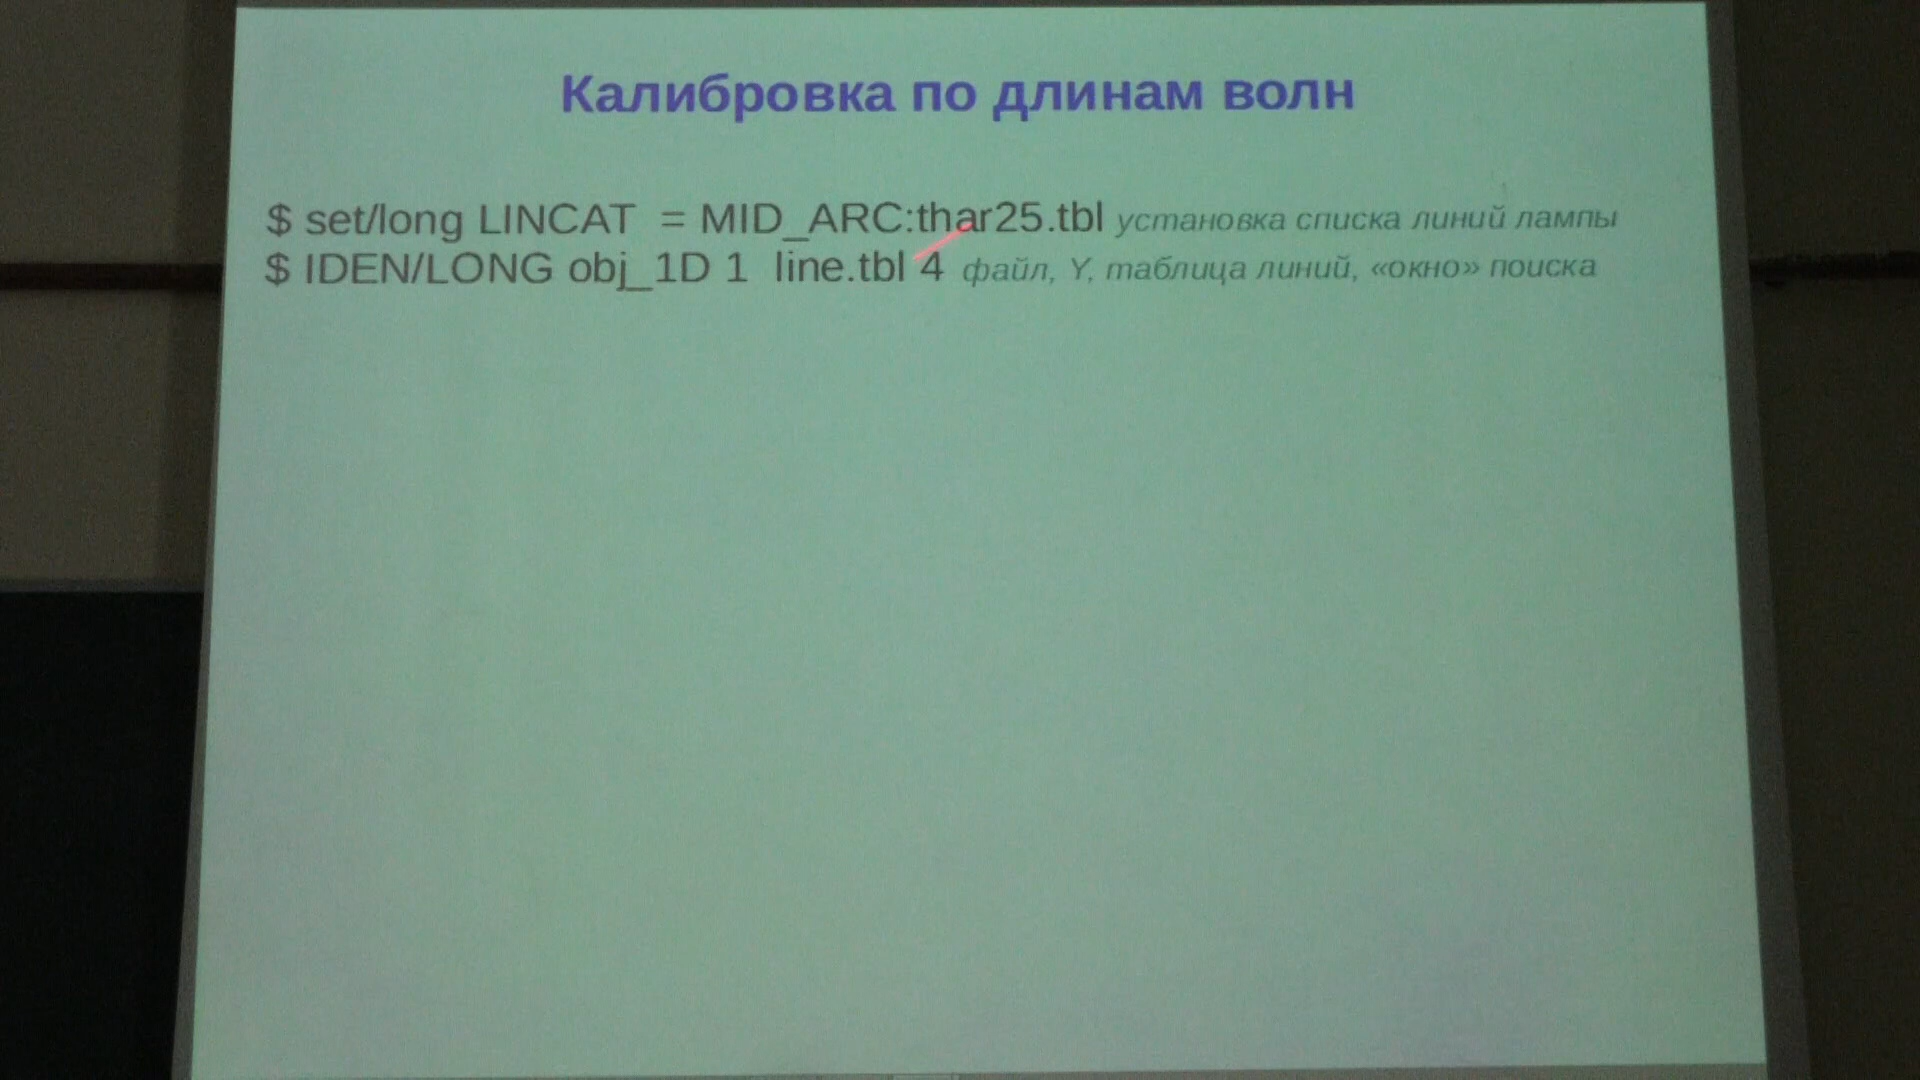 Калибровка по длинам волн
$ set/long LINCAT = MID_ARC:thar25.tbl установка списка линий лампы
$ IDEN/LONG obj_1D 1 line.tbl 4 файл, Y, таблица линий, «окно» поиска